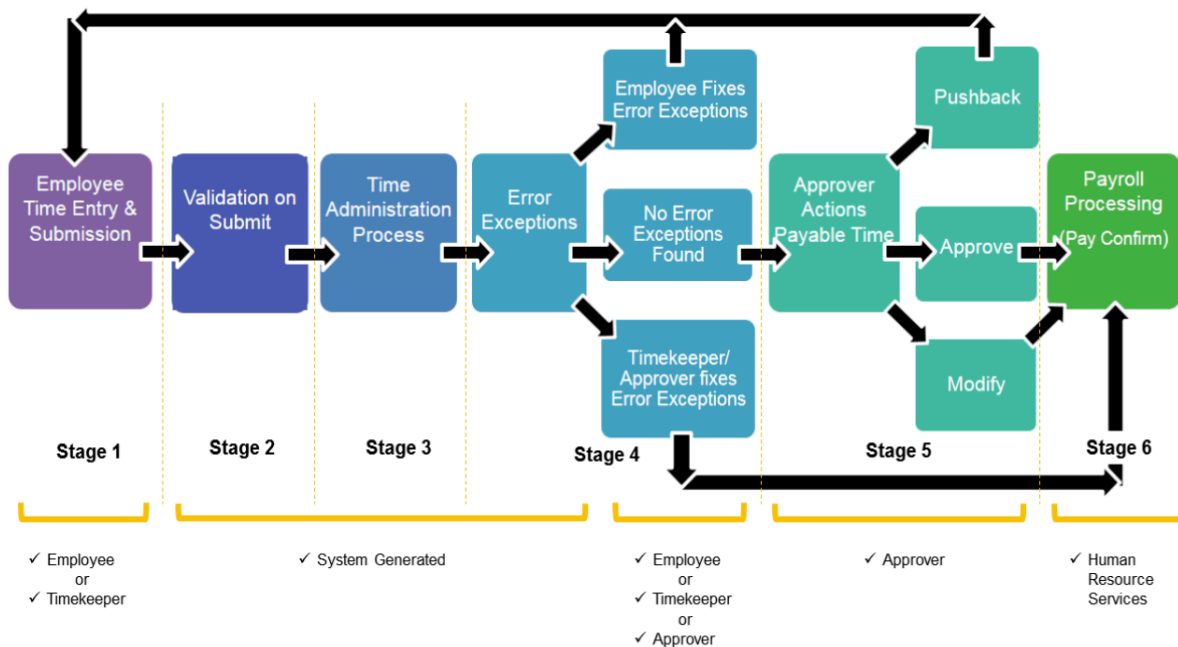 Employee
Time Entry &
Submission
Validation on
Submit
Time
Administration
Process
Error
Exceptions
Employee Fixes
Error Exceptions
No Error
Exceptions
Found
Timekeeper/
Approver fixes
Error Exceptions
Approver
Actions
Payable Time
Pushback
Approve
Modify
Payroll
Processing
(Pay Confirm)
Stage 1
Stage 2
Stage 3
Stage 4
Stage 5
Stage 6
✓ Employee
or
✓ Timekeeper
✓ System Generated
✓ Employee
or
✓ Timekeeper
or
✓ Approver
✓ Approver
✓ Human
Resource
Services